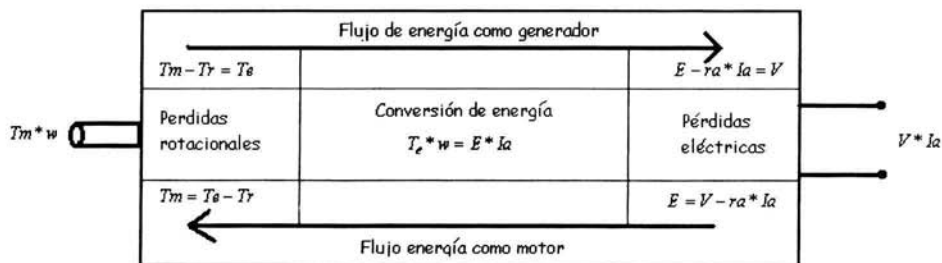 Flujo de energía como generador
Tm - Tr = Te
E - ra * Ia = V
Tm * w
Perdidas
rotacionales
Conversión de energía
T_e * w = E * Ia
Pérdidas
eléctricas
V * Ia
Tm = Te - Tr
E = V - ra * Ia
Flujo energía como motor